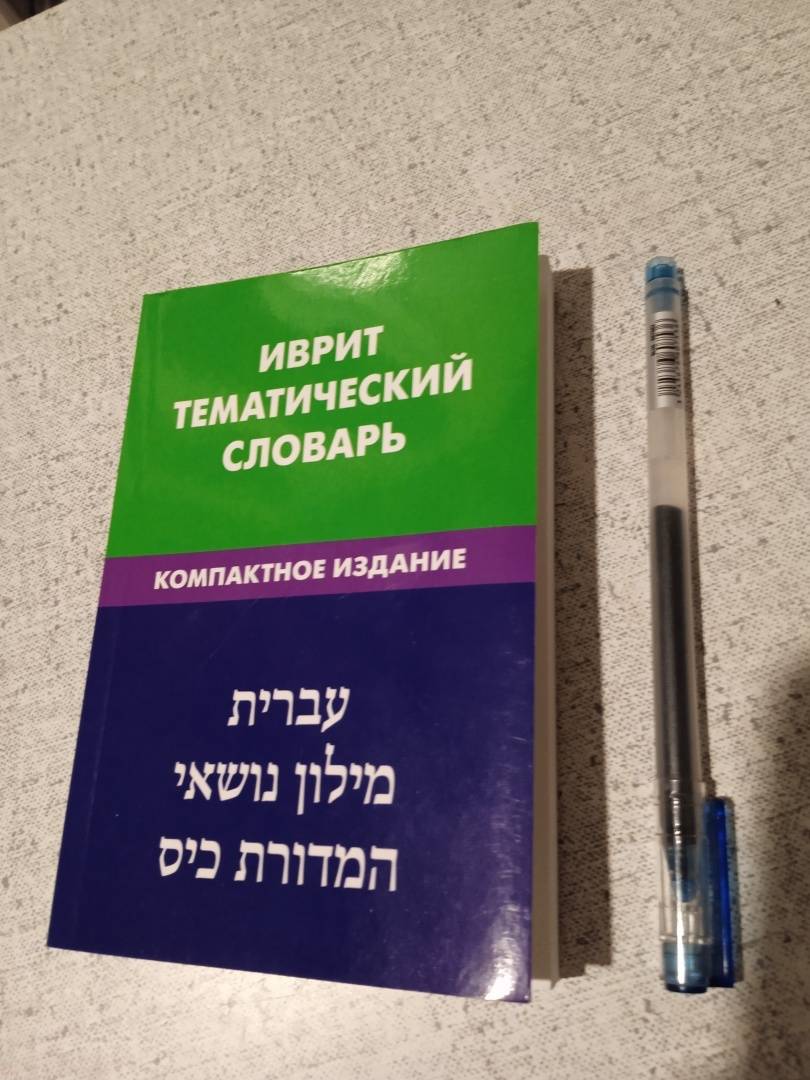 ИВРИТ
ТЕМАТИЧЕСКИЙ
СЛОВАРЬ
КОМПАКТНОЕ ИЗДАНИЕ
עברית
מילון נושאי
המדורת כיס